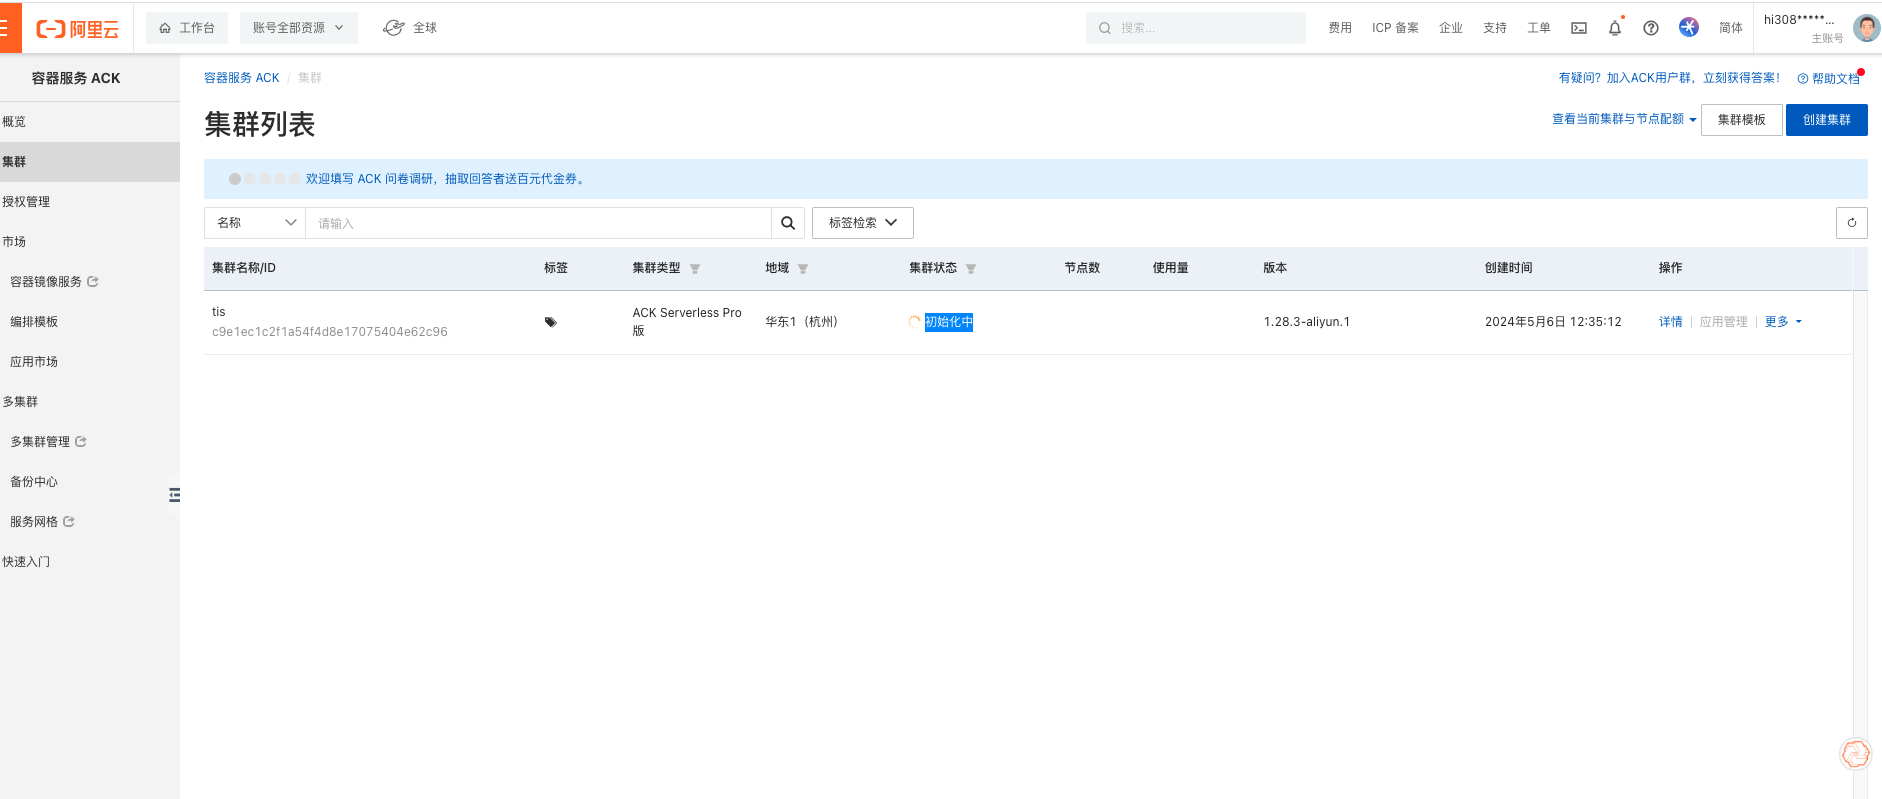 阿里云
工作台
账号全部资源
全球
搜索...
费用
ICP 备案
企业
支持
工单
简体
hi308*****...
主账号
容器服务 ACK
概览
集群
授权管理
市场
容器镜像服务
编排模板
应用市场
多集群
多集群管理
备份中心
服务网格
快速入门
容器服务 ACK / 集群
有疑问？加入ACK用户群，立刻获得答案！
帮助文档
集群列表
查看当前集群与节点配额
集群模板
创建集群
欢迎填写 ACK 问卷调研，抽取回答者送百元代金券。
名称
请输入
标签检索
集群名称/ID
标签
集群类型
地域
集群状态
节点数
使用量
版本
创建时间
操作
tis
c9e1ec1c2f1a54f4d8e17075404e62c96
ACK Serverless Pro
版
华东1（杭州）
初始化中
1.28.3-aliyun.1
2024年5月6日 12:35:12
详情
应用管理
更多